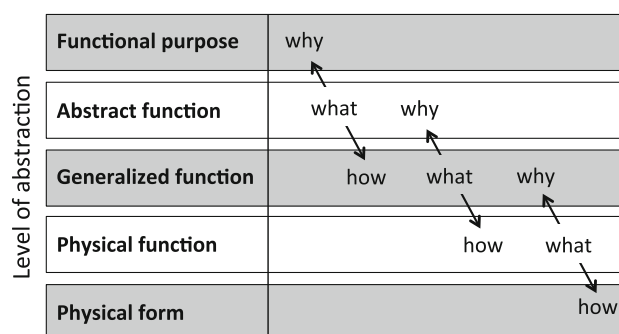 Level of abstraction
Functional purpose why
Abstract function what why
Generalized function how what why
Physical function how what
Physical form how